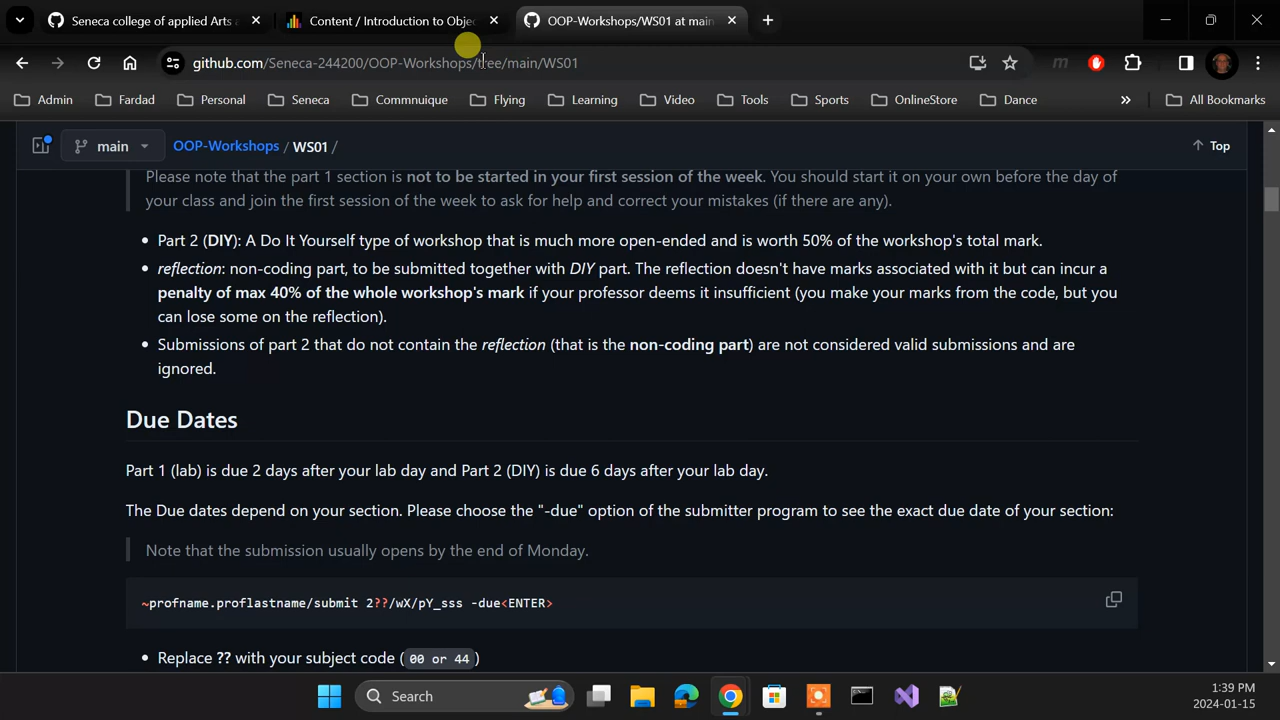 Seneca college of applied Arts a
Content / Introduction to Objec
OOP-Workshops/WS01 at main
github.com/Seneca-244200/OOP-Workshops/tree/main/WS01
Admin Fardad Personal Seneca Commnuique Flying Learning Video Tools Sports OnlineStore Dance » All Bookmarks
main OOP-Workshops / WS01 / Top
Please note that the part 1 section is not to be started in your first session of the week. You should start it on your own before the day of
your class and join the first session of the week to ask for help and correct your mistakes (if there are any).
• Part 2 (DIY): A Do It Yourself type of workshop that is much more open-ended and is worth 50% of the workshop's total mark.
• reflection: non-coding part, to be submitted together with DIY part. The reflection doesn't have marks associated with it but can incur a
penalty of max 40% of the whole workshop's mark if your professor deems it insufficient (you make your marks from the code, but you
can lose some on the reflection).
• Submissions of part 2 that do not contain the reflection (that is the non-coding part) are not considered valid submissions and are
ignored.
Due Dates
Part 1 (lab) is due 2 days after your lab day and Part 2 (DIY) is due 6 days after your lab day.
The Due dates depend on your section. Please choose the "-due" option of the submitter program to see the exact due date of your section:
Note that the submission usually opens by the end of Monday.
~profname.proflastname/submit 2??/wX/pY_sss -due<ENTER>
• Replace ?? with your subject code (00 or 44)
Search
1:39 PM
2024-01-15